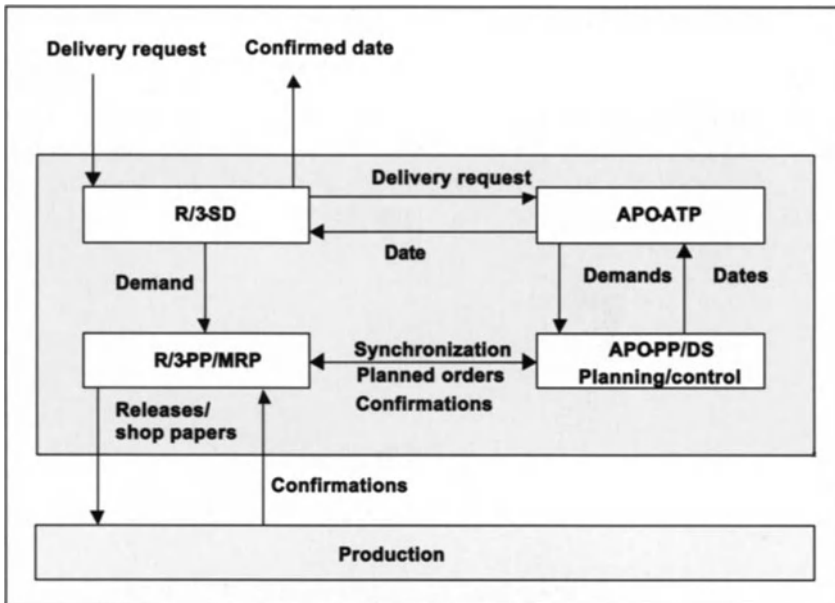 Delivery request
Confirmed date
Delivery request
R/3-SD
APO-ATP
Date
Demand
Demands
Dates
R/3-PP/MRP
Synchronization
Planned orders
Confirmations
APO-PP/DS
Planning/control
Releases/
shop papers
Confirmations
Production